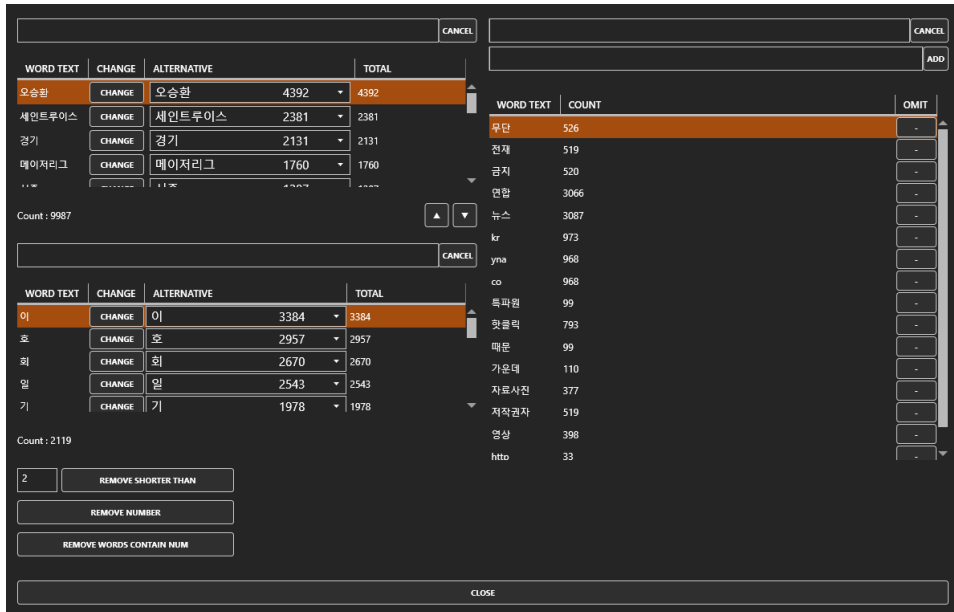 CANCEL
WORD TEXT CHANGE ALTERNATIVE TOTAL
오승환 CHANGE 오승환 4392 4392
세인트루이스 CHANGE 세인트루이스 2381 2381
경기 CHANGE 경기 2131 2131
메이저리그 CHANGE 메이저리그 1760 1760
Count : 9987
CANCEL
WORD TEXT CHANGE ALTERNATIVE TOTAL
이 CHANGE 이 3384 3384
호 CHANGE 호 2957 2957
회 CHANGE 회 2670 2670
일 CHANGE 일 2543 2543
기 CHANGE 기 1978 1978
Count : 2119
2 REMOVE SHORTER THAN
REMOVE NUMBER
REMOVE WORDS CONTAIN NUM
CANCEL
ADD
WORD TEXT COUNT OMIT
무단 526 -
전재 519 -
금지 520 -
연합 3066 -
뉴스 3087 -
kr 973 -
yna 968 -
co 968 -
특파원 99 -
핫클릭 793 -
때문 99 -
가운데 110 -
자료사진 377 -
저작권자 519 -
영상 398 -
http 33 -
CLOSE